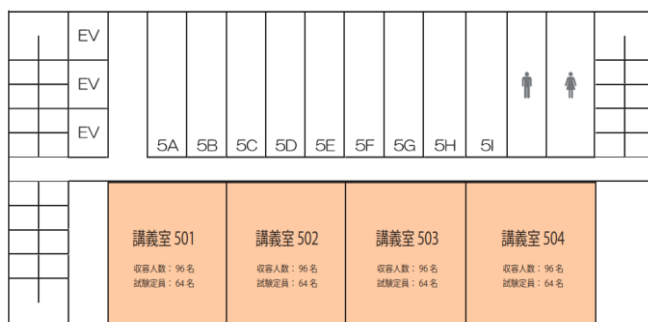 EV
EV
EV
5A 5B 5C 5D 5E 5F 5G 5H 5I
講義室 501
収容人数：96 名
試験定員：64 名
講義室 502
収容人数：96 名
試験定員：64 名
講義室 503
収容人数：96 名
試験定員：64 名
講義室 504
収容人数：96 名
試験定員：64 名